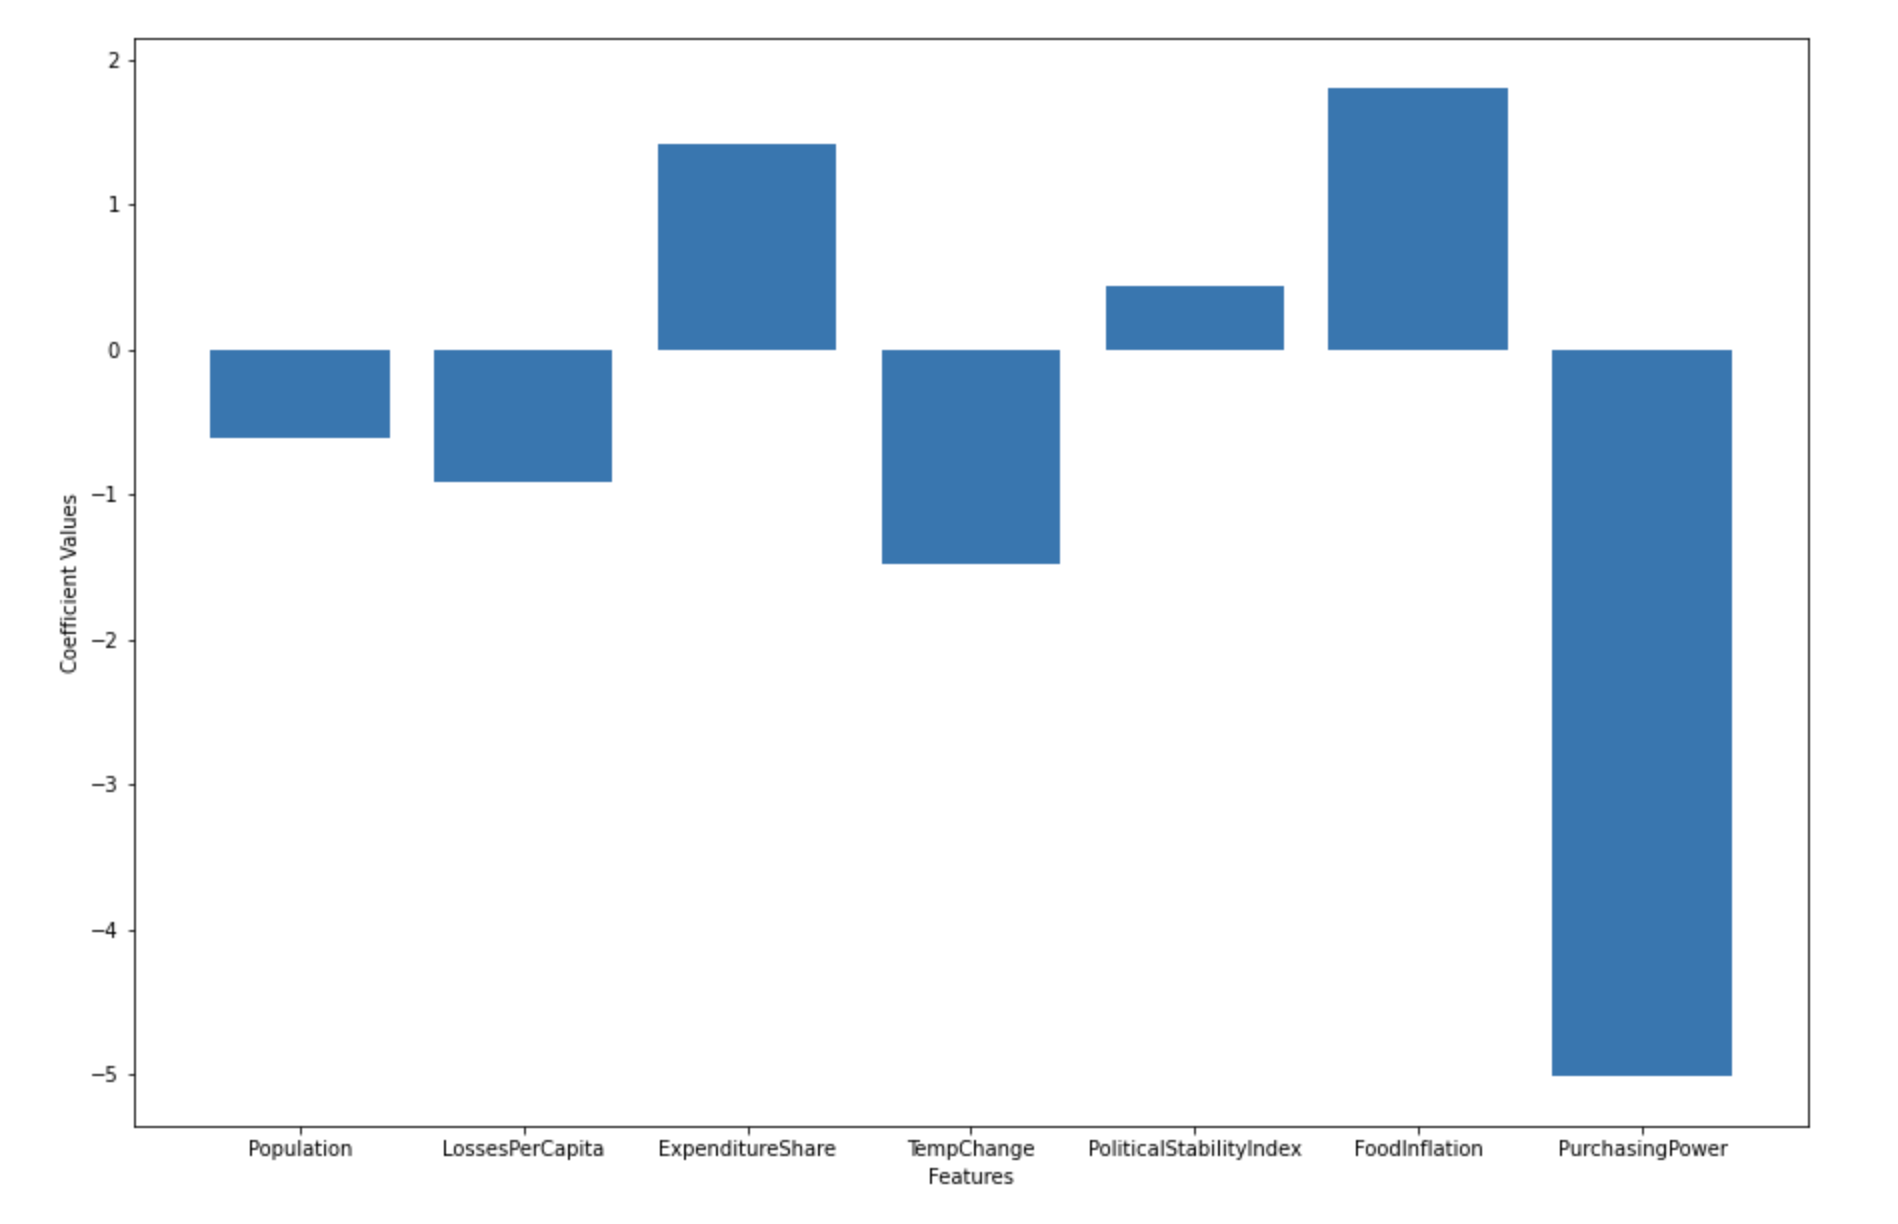 2
1
0
−1
−2
−3
−4
−5
Coefficient Values
Population LossesPerCapita ExpenditureShare TempChange PoliticalStabilityIndex FoodInflation PurchasingPower
Features